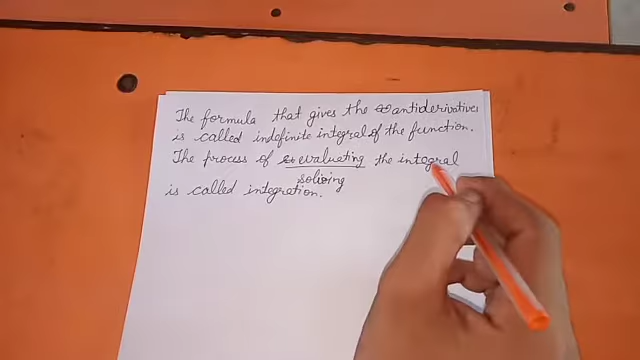 The formula that gives the antiderivatives
is called indefinite integral of the function.
The process of evaluating the integral
solving
is called integration.